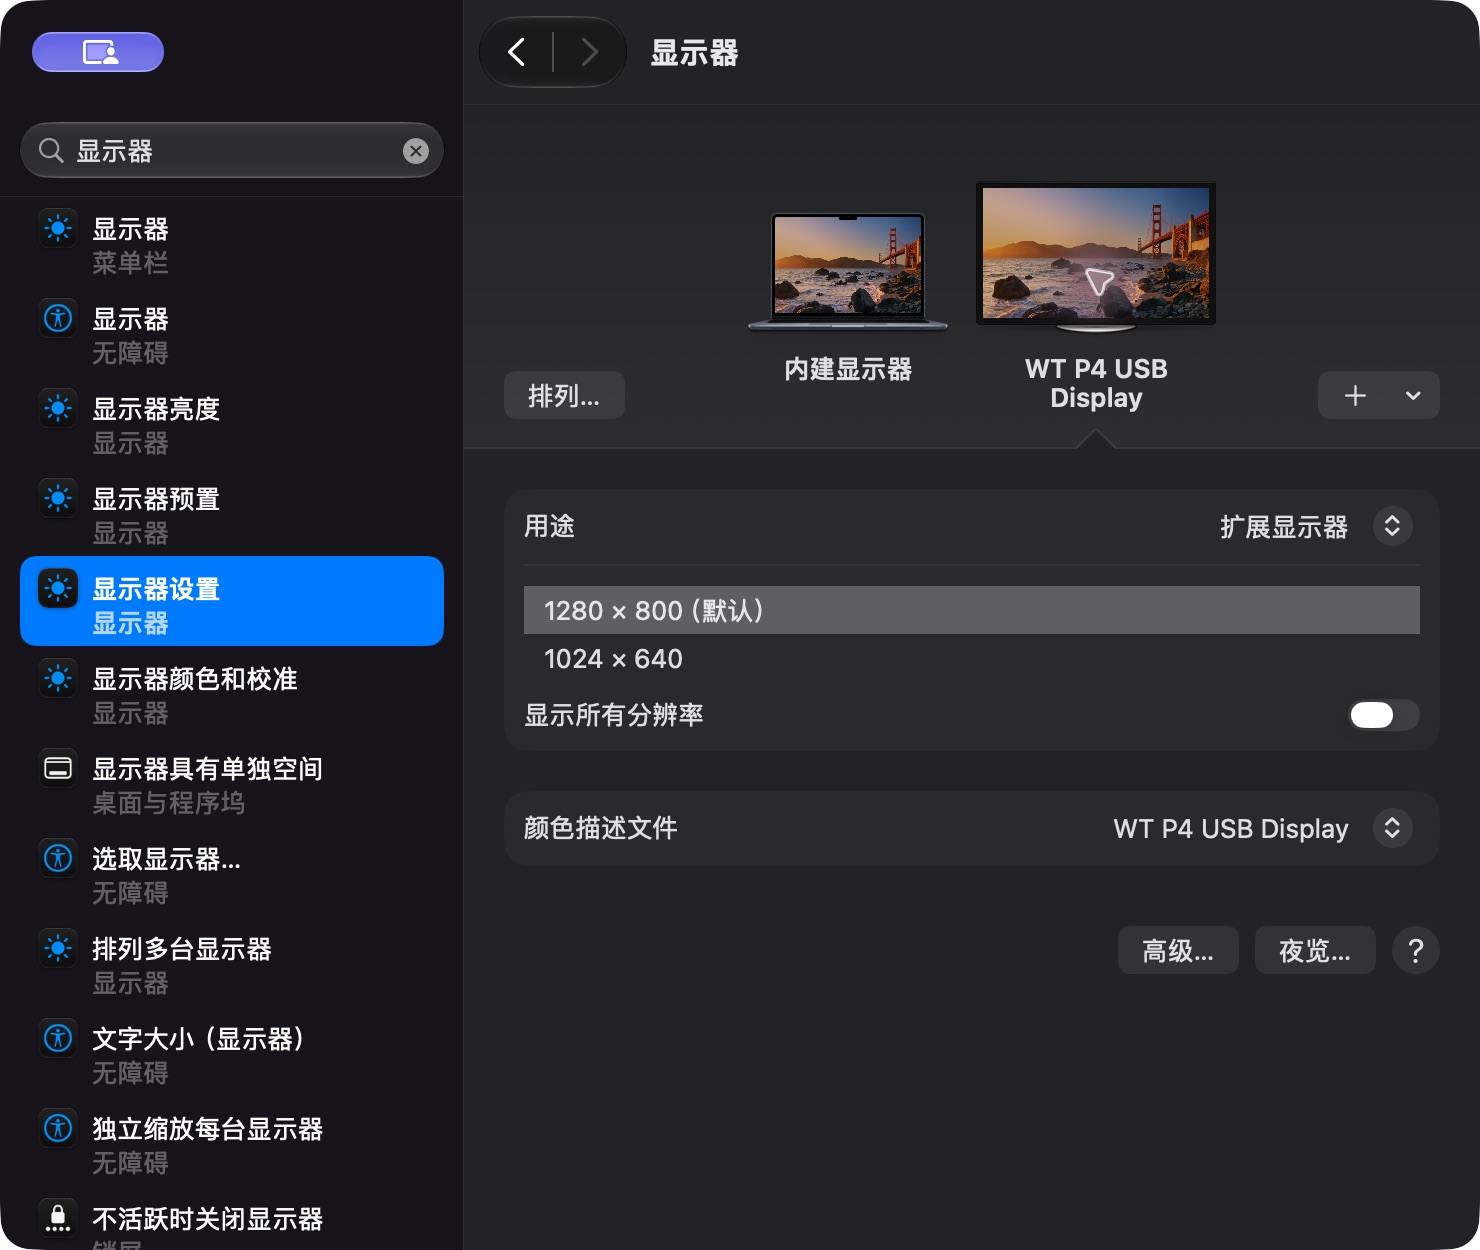 显示器
显示器
显示器
菜单栏
显示器
无障碍
显示器亮度
显示器
显示器预置
显示器
显示器设置
显示器
显示器颜色和校准
显示器
显示器具有单独空间
桌面与程序坞
选取显示器...
无障碍
排列多台显示器
显示器
文字大小（显示器）
无障碍
独立缩放每台显示器
无障碍
不活跃时关闭显示器
锁屏
内建显示器
WT P4 USB
Display
排列...
用途
扩展显示器
1280 × 800（默认）
1024 × 640
显示所有分辨率
颜色描述文件
WT P4 USB Display
高级...
夜览...
?